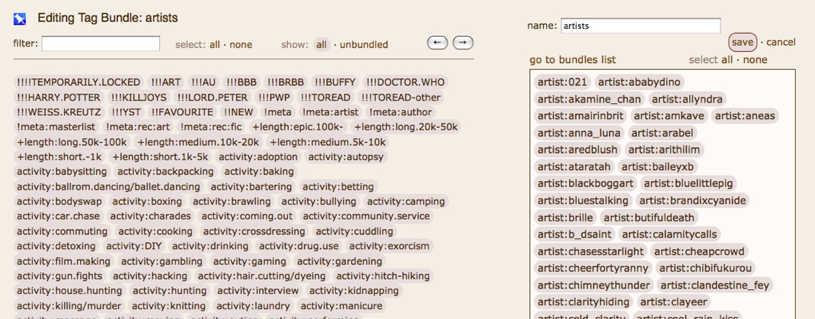 Editing Tag Bundle: artists
filter:
select: all · none
show: all · unbundled
← →
!!!!TEMPORARILY.LOCKED !!!ART !!!AU !!!BBB !!!BRBB !!!BUFFY !!!DOCTOR.WHO
!!!HARRY.POTTER !!!KILLJOYS !!!LORD.PETER !!!PWP !!!TOREAD !!!TOREAD-other
!!!WEISS.KREUTZ !!!YST !!FAVOURITE !!NEW !meta !meta:artist !meta:author
!meta:masterlist !meta:rec:art !meta:rec:fic +length:epic.100k- +length:long.20k-50k
+length:long.50k-100k +length:medium.10k-20k +length:medium.5k-10k
+length:short.-1k +length:short.1k-5k activity:adoption activity:autopsy
activity:babysitting activity:backpacking activity:baking
activity:ballrom.dancing/ballet.dancing activity:bartering activity:betting
activity:bodyswap activity:boxing activity:brawling activity:bullying activity:camping
activity:car.chase activity:charades activity:coming.out activity:community.service
activity:commuting activity:cooking activity:crossdressing activity:cuddling
activity:detoxing activity:DIY activity:drinking activity:drug.use activity:exorcism
activity:film.making activity:gambling activity:gaming activity:gardening
activity:gun.fights activity:hacking activity:hair.cutting/dyeing activity:hitch-hiking
activity:house.hunting activity:hunting activity:interview activity:kidnapping
activity:killing/murder activity:knitting activity:laundry activity:manicure
name: artists
save · cancel
go to bundles list
select all · none
artist:021 artist:ababydino
artist:akamine_chan artist:allyndra
artist:amairinbrit artist:amkave artist:aneas
artist:anna_luna artist:arabel
artist:aredblush artist:arithilim
artist:ataratah artist:baileyxb
artist:blackboggart artist:bluelittlepig
artist:bluestalking artist:brandixcyanide
artist:brille artist:butifuldeath
artist:b_dsaint artist:calamitycalls
artist:chasesstarlight artist:cheapcrowd
artist:cheerfortyranny artist:chibifukurou
artist:chimneythunder artist:clandestine_fey
artist:clarityhiding artist:clayeer